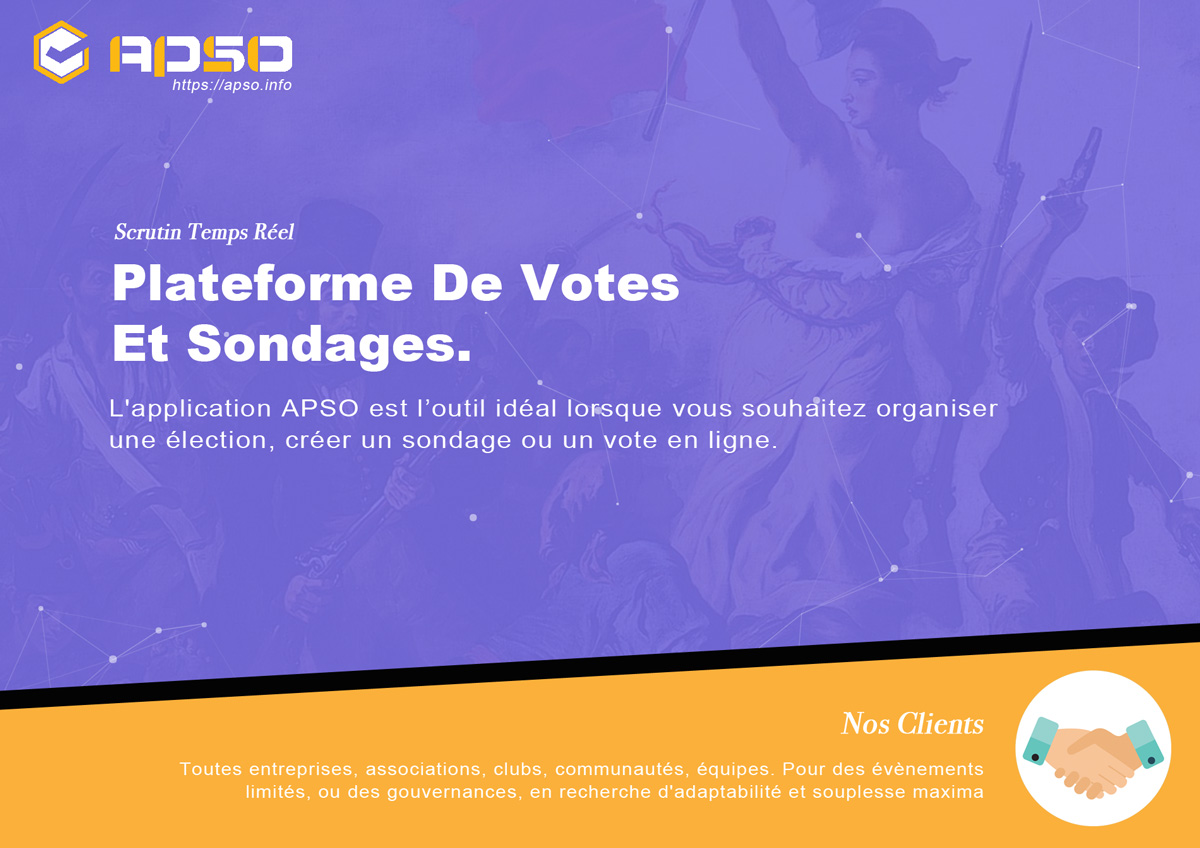 APSO
https://apso.info
Scrutin Temps Réel
Plateforme De Votes
Et Sondages.
L'application APSO est l’outil idéal lorsque vous souhaitez organiser
une élection, créer un sondage ou un vote en ligne.
Nos Clients
Toutes entreprises, associations, clubs, communautés, équipes. Pour des évènements
limités, ou des gouvernances, en recherche d'adaptabilité et souplesse maxima